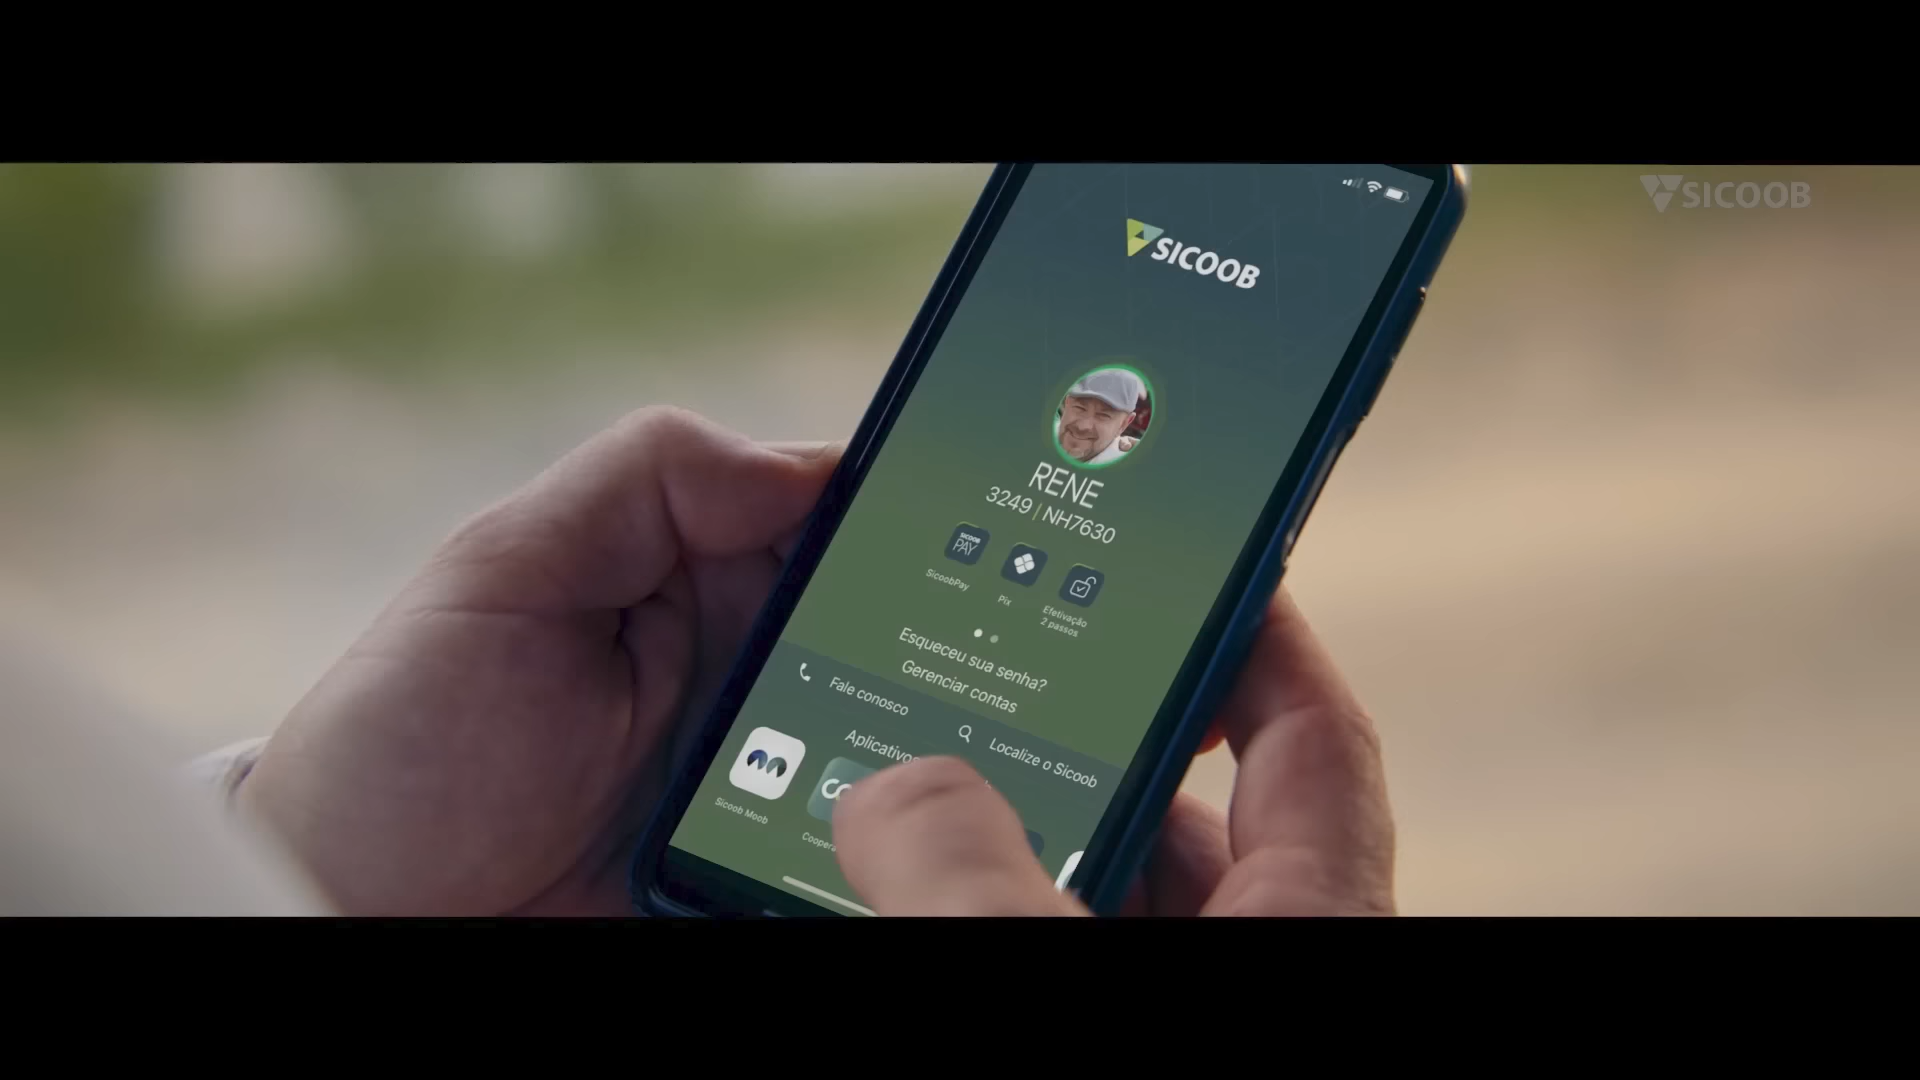 SICOOB
SICOOB
RENE
3249 | NH7630
SICOOB
PAY
SicoobPay
Pix
Efetivação
2 passos
Esqueceu sua senha?
Gerenciar contas
Fale conosco
Localize o Sicoob
Sicoob Moob